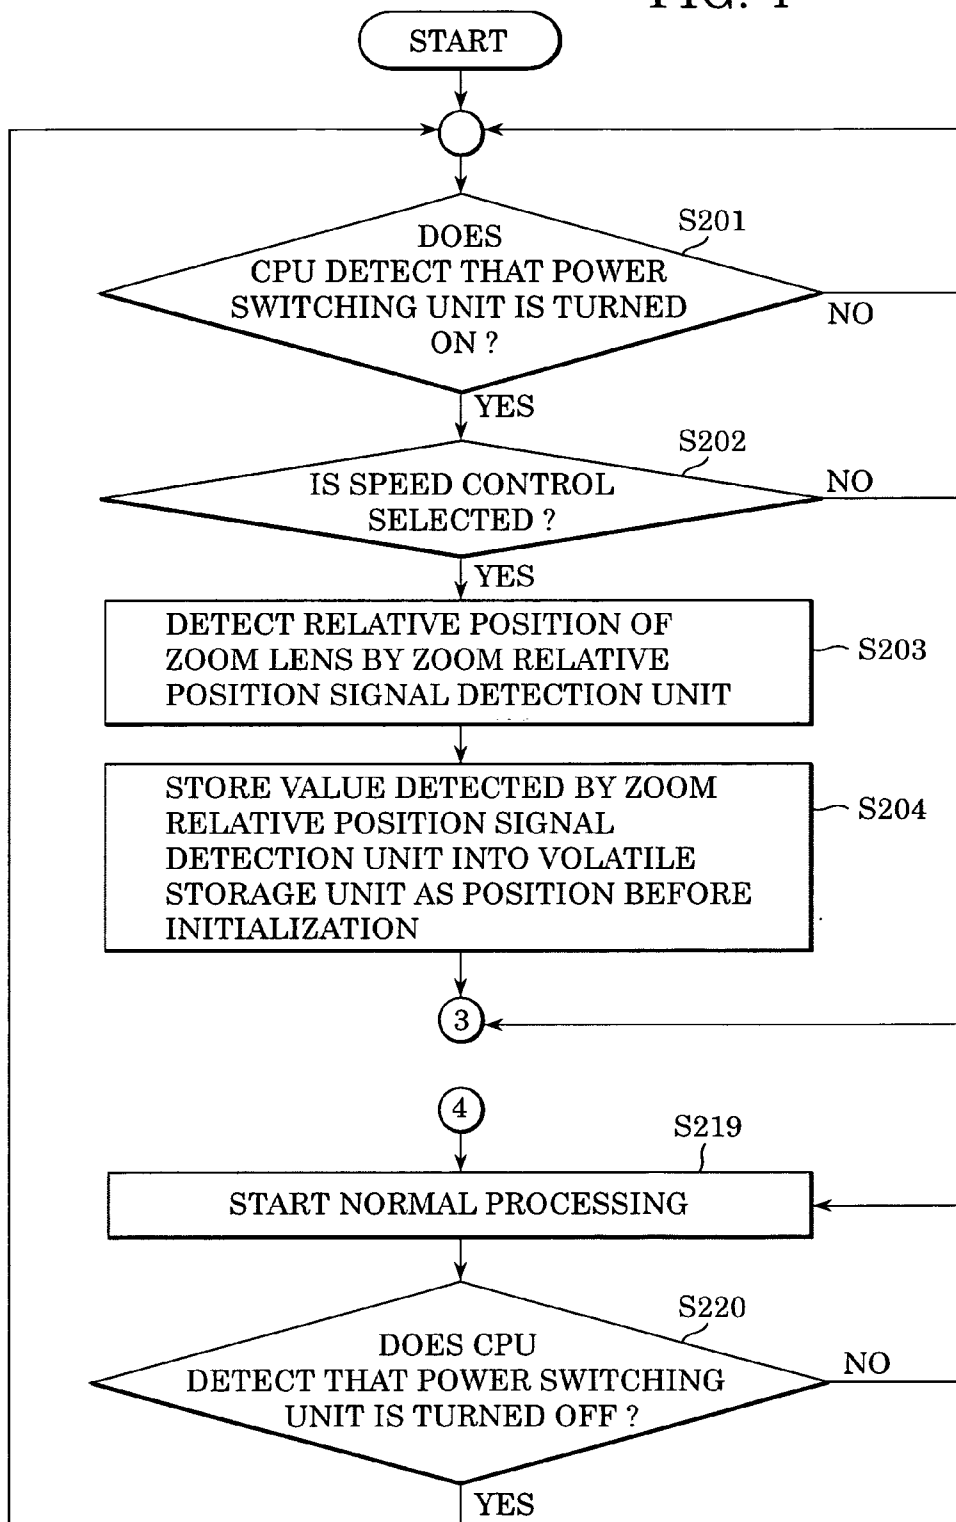 START
S201
DOES
CPU DETECT THAT POWER
SWITCHING UNIT IS TURNED
ON ?
NO
YES
S202
IS SPEED CONTROL
SELECTED ?
NO
YES
DETECT RELATIVE POSITION OF
ZOOM LENS BY ZOOM RELATIVE
POSITION SIGNAL DETECTION UNIT
S203
STORE VALUE DETECTED BY ZOOM
RELATIVE POSITION SIGNAL
DETECTION UNIT INTO VOLATILE
STORAGE UNIT AS POSITION BEFORE
INITIALIZATION
S204
3
4
S219
START NORMAL PROCESSING
S220
DOES CPU
DETECT THAT POWER SWITCHING
UNIT IS TURNED OFF ?
NO
YES